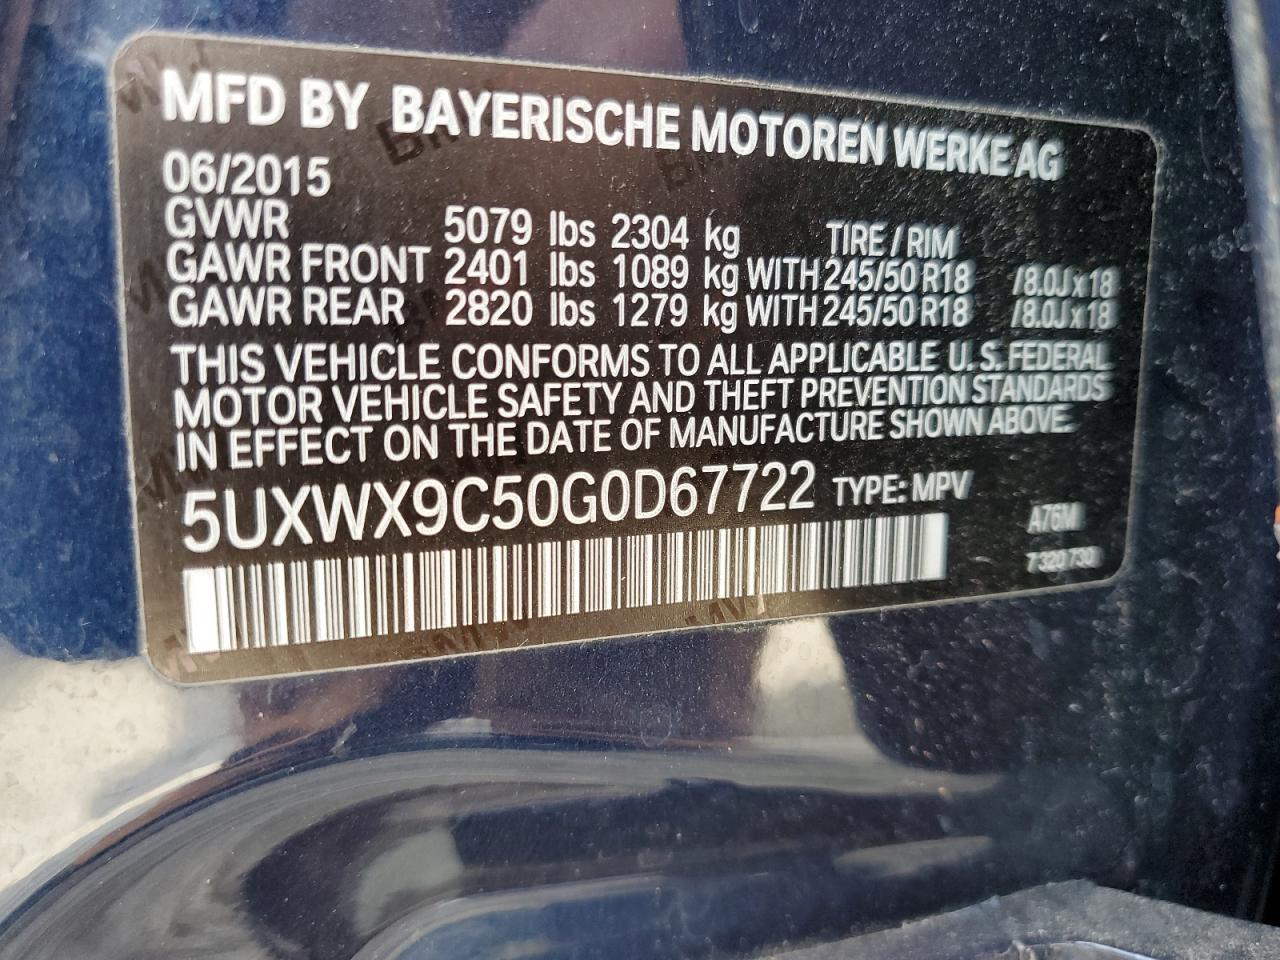 MFD BY BAYERISCHE MOTOREN WERKE AG
06/2015
GVWR 5079 lbs 2304 kg TIRE / RIM
GAWR FRONT 2401 lbs 1089 kg WITH 245/50 R18 /8.0J x 18
GAWR REAR 2820 lbs 1279 kg WITH 245/50 R18 /8.0J x 18
THIS VEHICLE CONFORMS TO ALL APPLICABLE U. S. FEDERAL
MOTOR VEHICLE SAFETY AND THEFT PREVENTION STANDARDS
IN EFFECT ON THE DATE OF MANUFACTURE SHOWN ABOVE.
5UXWX9C50G0D67722 TYPE: MPV
A76M
7 320 730